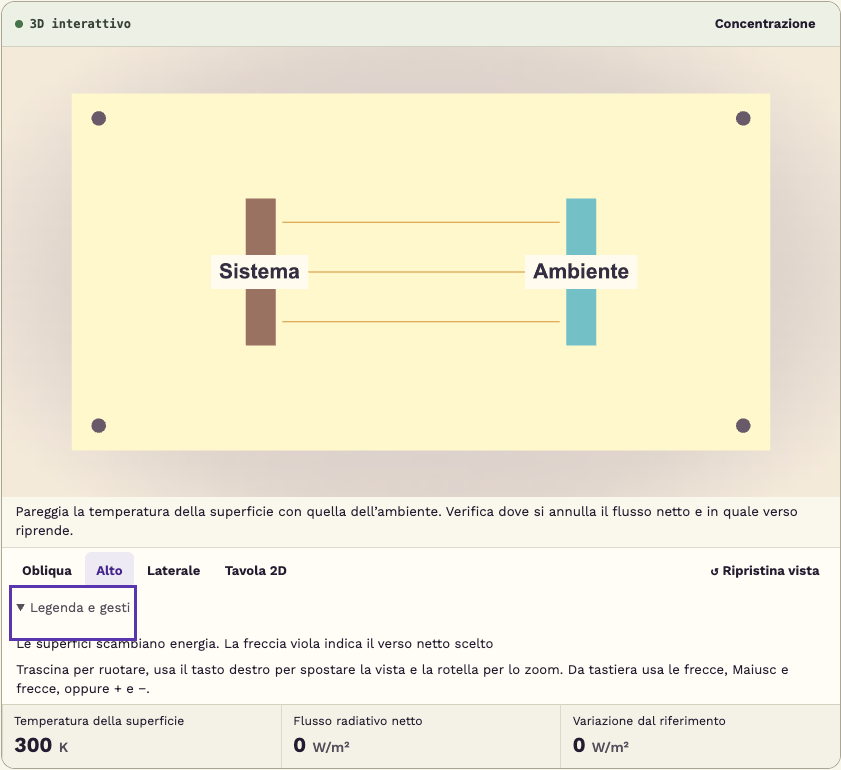 3D interattivo
Concentrazione
Sistema
Ambiente
Pareggia la temperatura della superficie con quella dell’ambiente. Verifica dove si annulla il flusso netto e in quale verso
riprende.
Obliqua Alto Laterale Tavola 2D ↺ Ripristina vista
▼ Legenda e gesti
Le superfici scambiano energia. La freccia viola indica il verso netto scelto
Trascina per ruotare, usa il tasto destro per spostare la vista e la rotella per lo zoom. Da tastiera usa le frecce, Maiusc e
frecce, oppure + e −.
Temperatura della superficie
300 K
Flusso radiativo netto
0 W/m²
Variazione dal riferimento
0 W/m²